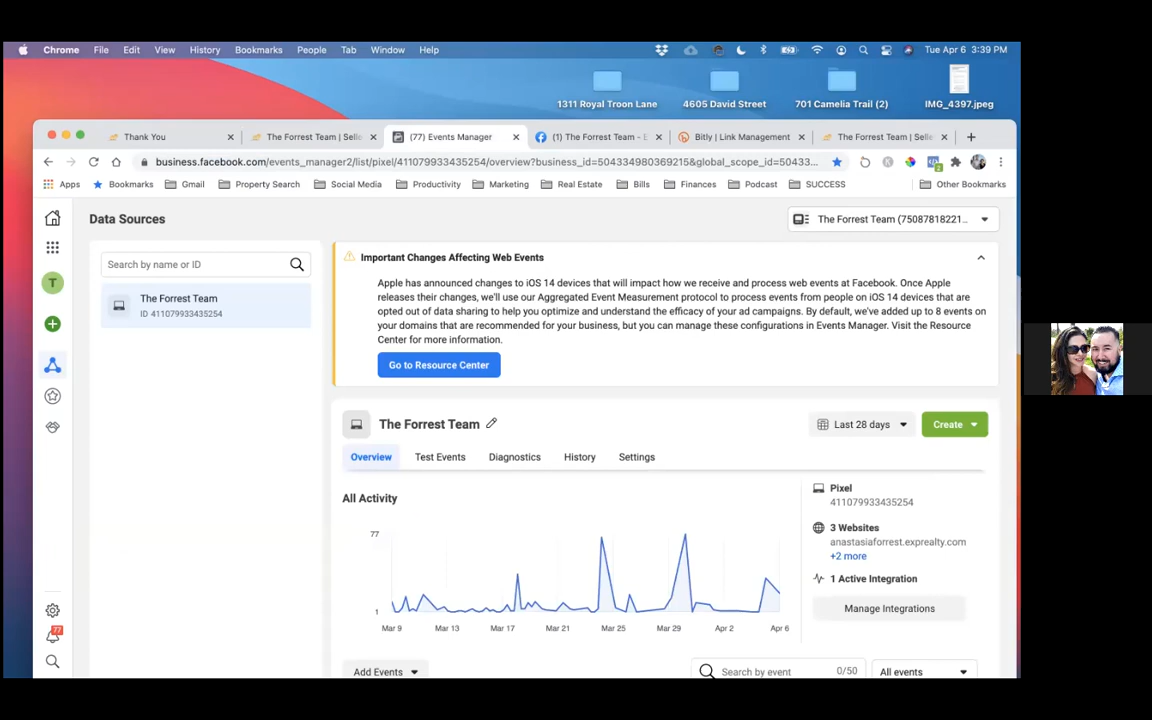 Chrome File Edit View History Bookmarks People Tab Window Help
Tue Apr 6 3:39 PM
1311 Royal Troon Lane
4605 David Street
701 Camelia Trail (2)
IMG_4397.jpeg
Thank You
The Forrest Team | Selle
(77) Events Manager
(1) The Forrest Team - E
Bitly | Link Management
The Forrest Team | Selle
business.facebook.com/events_manager2/list/pixel/411079933435254/overview?business_id=504334980369215&global_scope_id=50433...
Apps
Bookmarks
Gmail
Property Search
Social Media
Productivity
Marketing
Real Estate
Bills
Finances
Podcast
SUCCESS
Other Bookmarks
Data Sources
The Forrest Team (75087818221...
Search by name or ID
The Forrest Team
ID 411079933435254
T
77
Important Changes Affecting Web Events
Apple has announced changes to iOS 14 devices that will impact how we receive and process web events at Facebook. Once Apple
releases their changes, we'll use our Aggregated Event Measurement protocol to process events from people on iOS 14 devices that are
opted out of data sharing to help you optimize and understand the efficacy of your ad campaigns. By default, we've added up to 8 events on
your domains that are recommended for your business, but you can manage these configurations in Events Manager. Visit the Resource
Center for more information.
Go to Resource Center
The Forrest Team
Last 28 days
Create
Overview
Test Events
Diagnostics
History
Settings
All Activity
77
1
Mar 9 Mar 13 Mar 17 Mar 21 Mar 25 Mar 29 Apr 2 Apr 6
Pixel
411079933435254
3 Websites
anastasiaforrest.exprealty.com
+2 more
1 Active Integration
Manage Integrations
Add Events
Search by event
0/50
All events